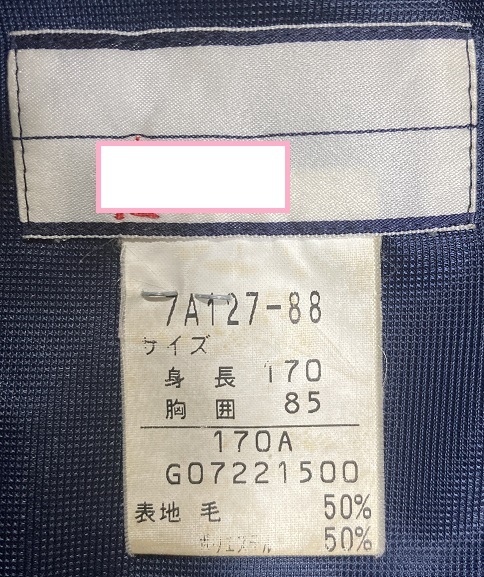 7A127-88
サイズ
身長 170
胸囲 85
170A
G07221500
表地 毛 50%
ポリエステル 50%